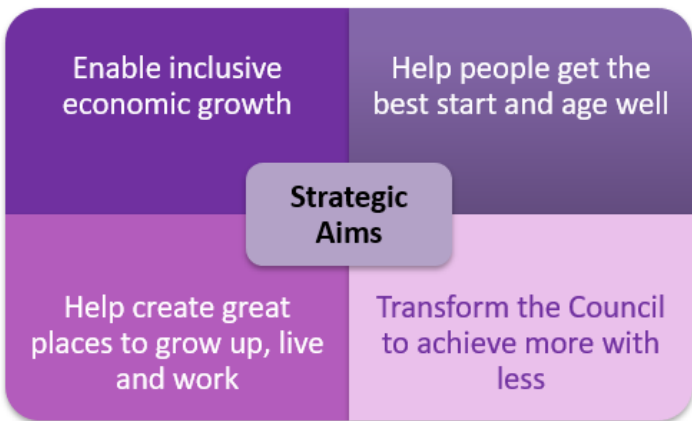 Enable inclusive
economic growth
Help people get the
best start and age well
Strategic
Aims
Help create great
places to grow up, live
and work
Transform the Council
to achieve more with
less